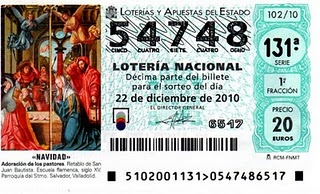 LOTERÍAS Y APUESTAS DEL ESTADO
102/10
54748
CINCO CUATRO SIETE CUATRO OCHO
131ª
SERIE
LOTERÍA NACIONAL
Décima parte del billete
para el sorteo del día
22 de diciembre de 2010
EL DIRECTOR GENERAL
6547
1ª
FRACCIÓN
PRECIO
20
EUROS
RCM-FNMT
«NAVIDAD»
Adoración de los pastores. Retablo de San
Juan Bautista. Escuela flamenca, siglo XV.
Parroquia del Stmo. Salvador, Valladolid.
5102001131>0547486517